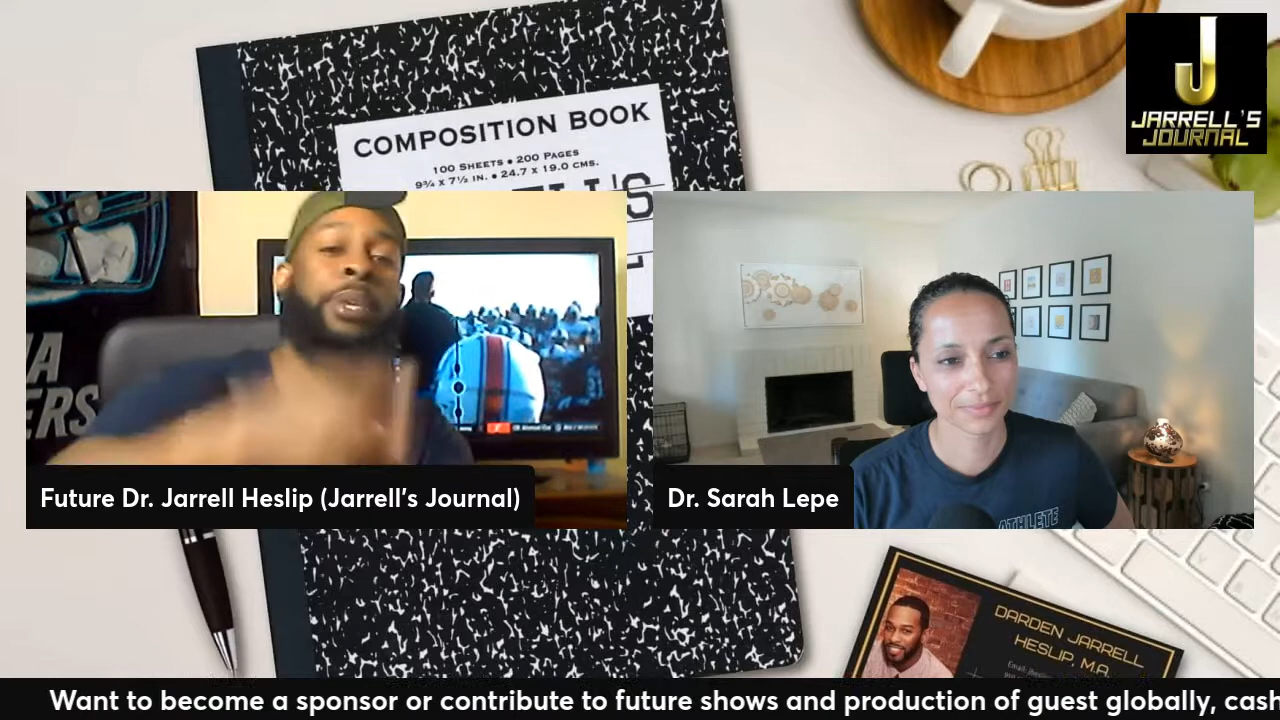 COMPOSITION BOOK
100 SHEETS • 200 PAGES
9¾ x 7½ IN. • 24.7 x 19.0 CMS.
J
JARRELL'S
JOURNAL
ERS
ATHLETE
Future Dr. Jarrell Heslip (Jarrell's Journal)
Dr. Sarah Lepe
DARDEN JARRELL
HESLIP, M.A.
Email:
Want to become a sponsor or contribute to future shows and production of guest globally, cash